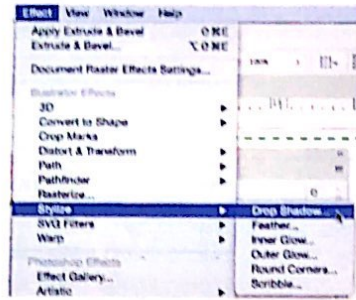 Effect View Window Help
Apply Extrude & Bevel ⇧⌘E
Extrude & Bevel... ⌥⇧⌘E
Document Raster Effects Settings...
Illustrator Effects
3D
Convert to Shape
Crop Marks
Distort & Transform
Path
Pathfinder
Rasterize...
Stylize
SVG Filters
Warp
Drop Shadow...
Feather...
Inner Glow...
Outer Glow...
Round Corners...
Scribble...
Photoshop Effects
Effect Gallery...
Artistic